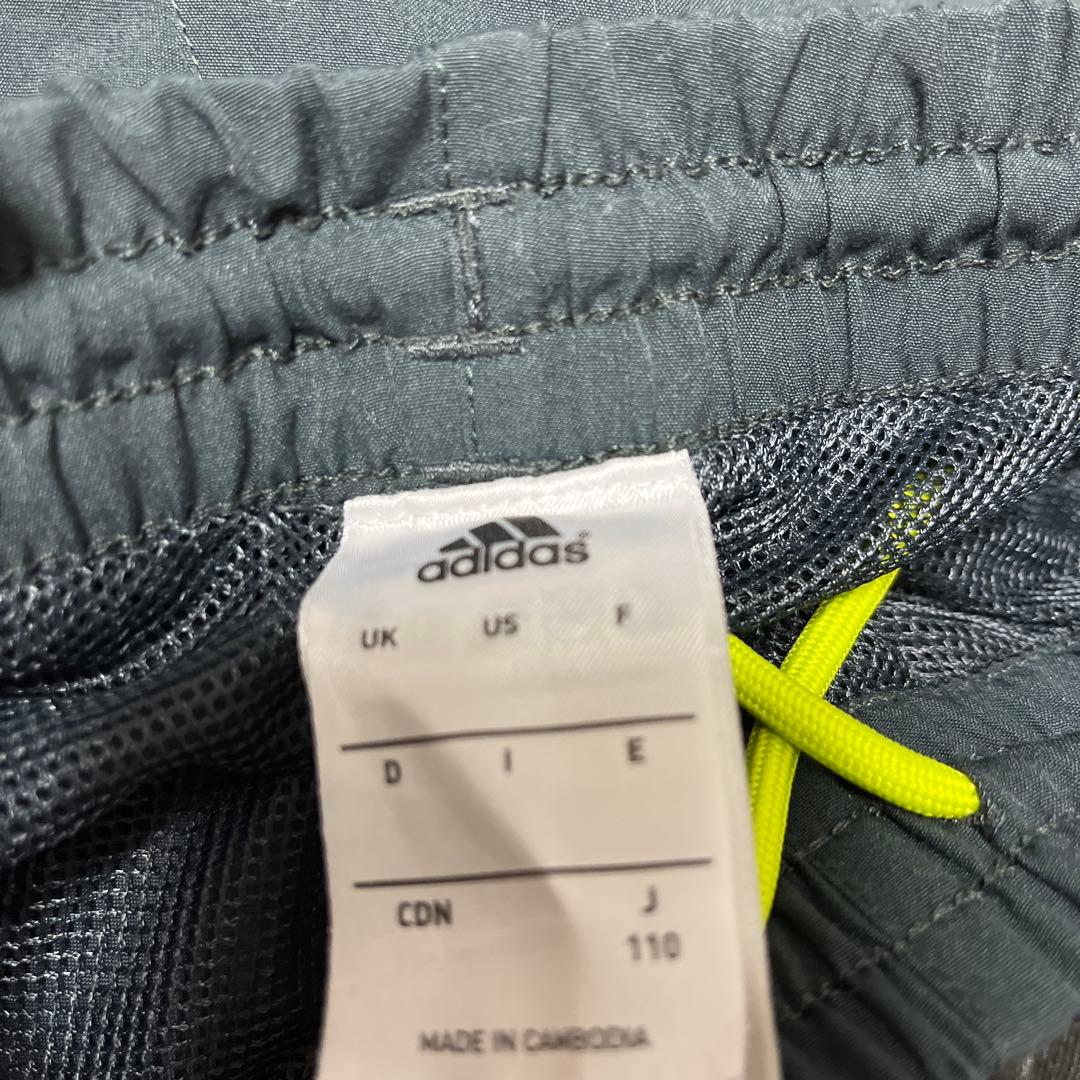 adidas®
UK US F
D I E
CDN J
110
MADE IN CAMBODIA